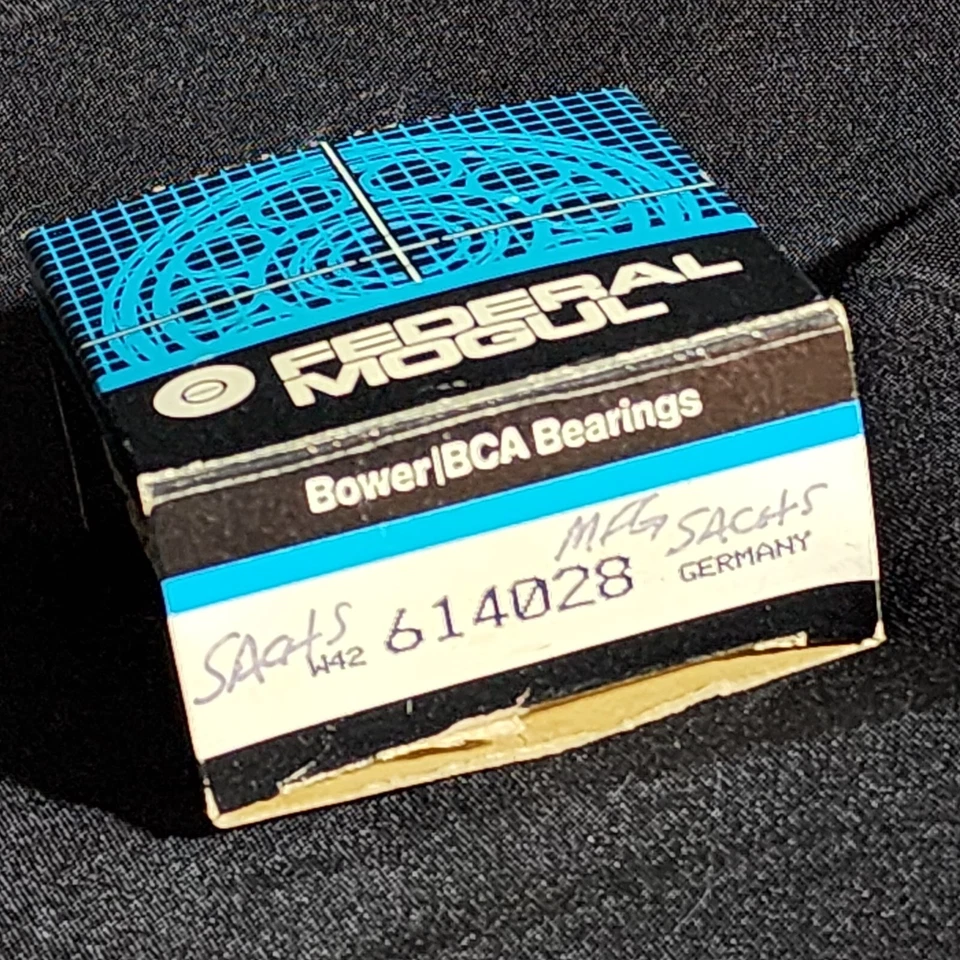 FEDERAL
MOGUL
Bower/BCA Bearings
MFG SACHS
SACHS W42 614028 GERMANY